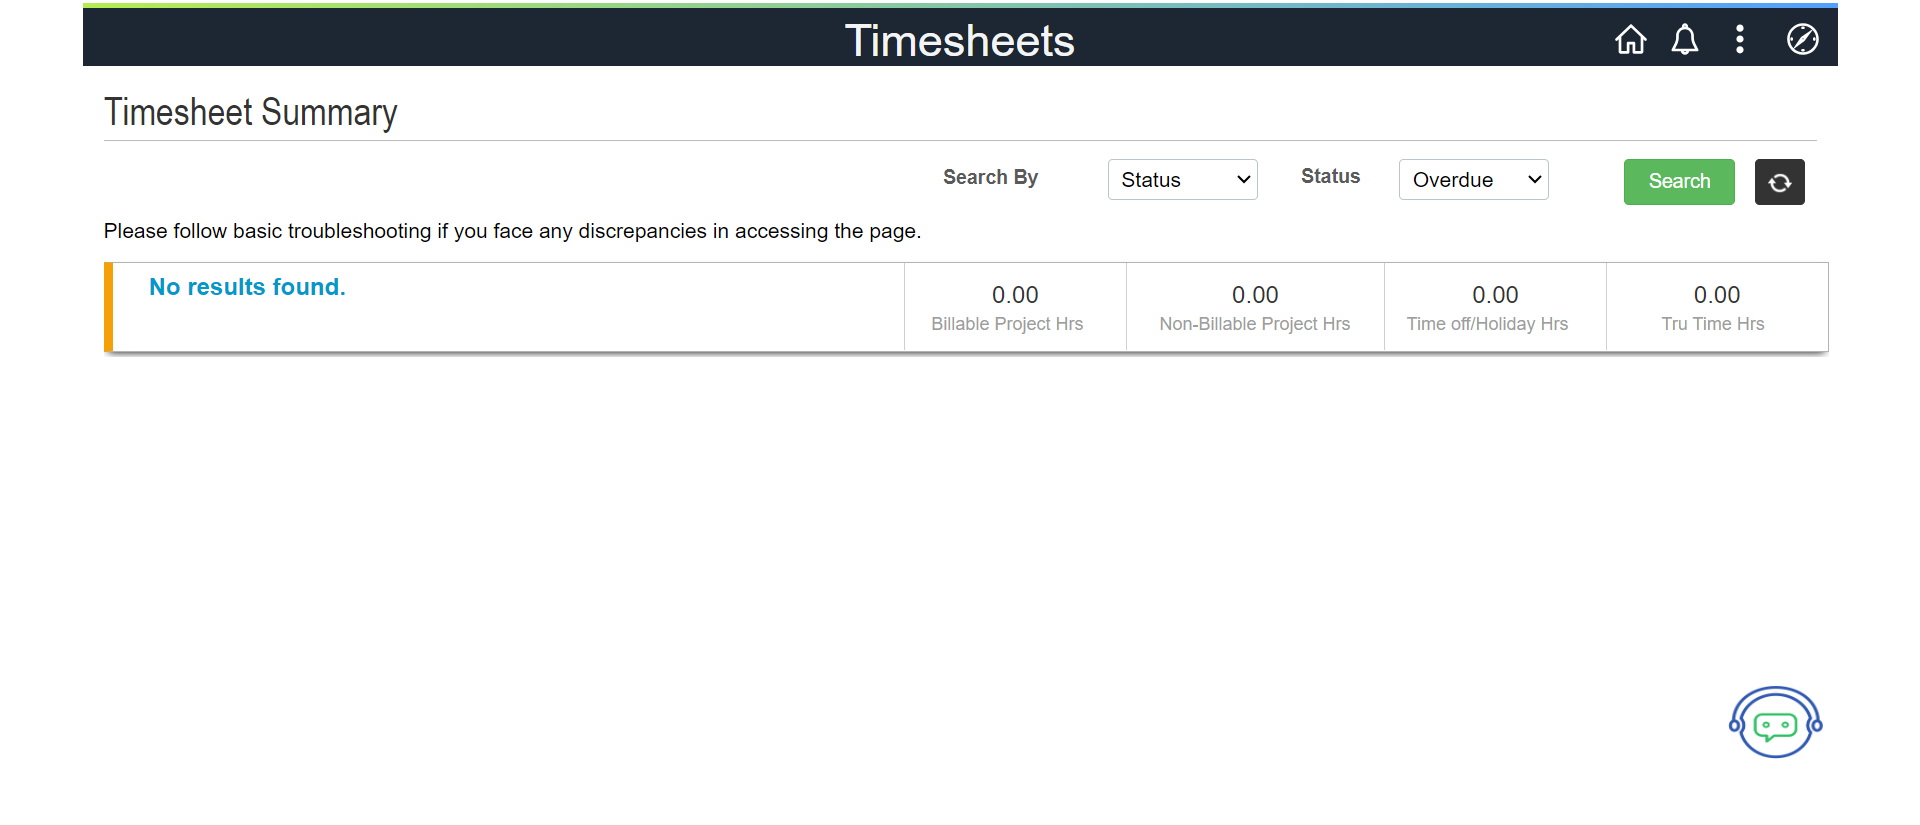 Timesheets
Timesheet Summary
Search By Status Status Overdue Search
Please follow basic troubleshooting if you face any discrepancies in accessing the page.
No results found. 0.00 0.00 0.00 0.00
Billable Project Hrs Non-Billable Project Hrs Time off/Holiday Hrs Tru Time Hrs